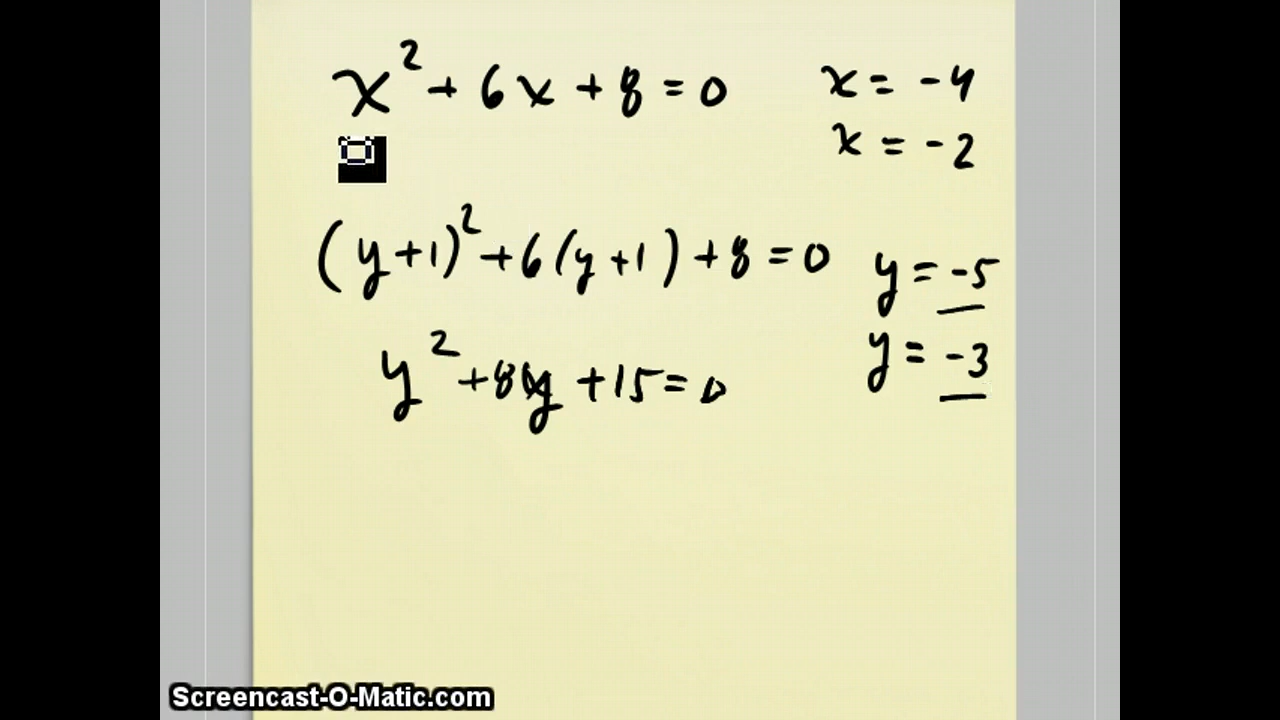 x² + 6x + 8 = 0
x = -4
x = -2
(y+1)² + 6(y+1) + 8 = 0
y = -5
y = -3
y² + 8y + 15 = 0
Screencast-O-Matic.com